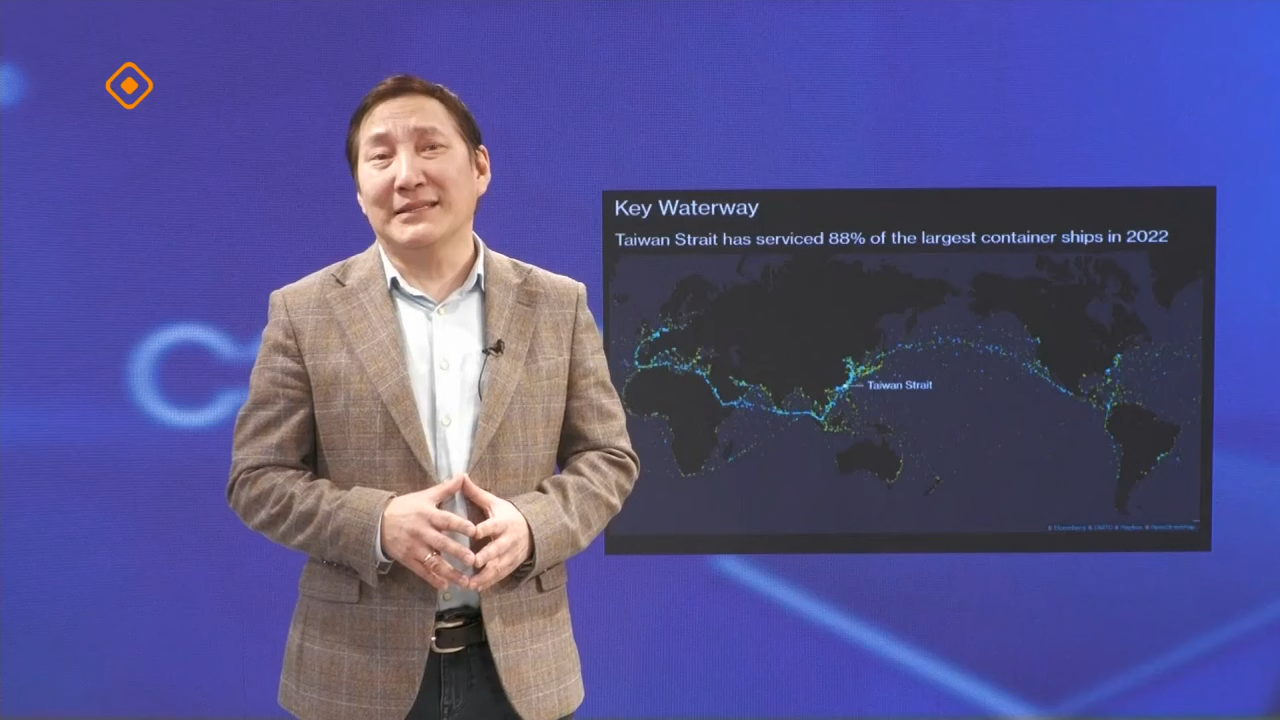 Key Waterway
Taiwan Strait has serviced 88% of the largest container ships in 2022
Taiwan Strait